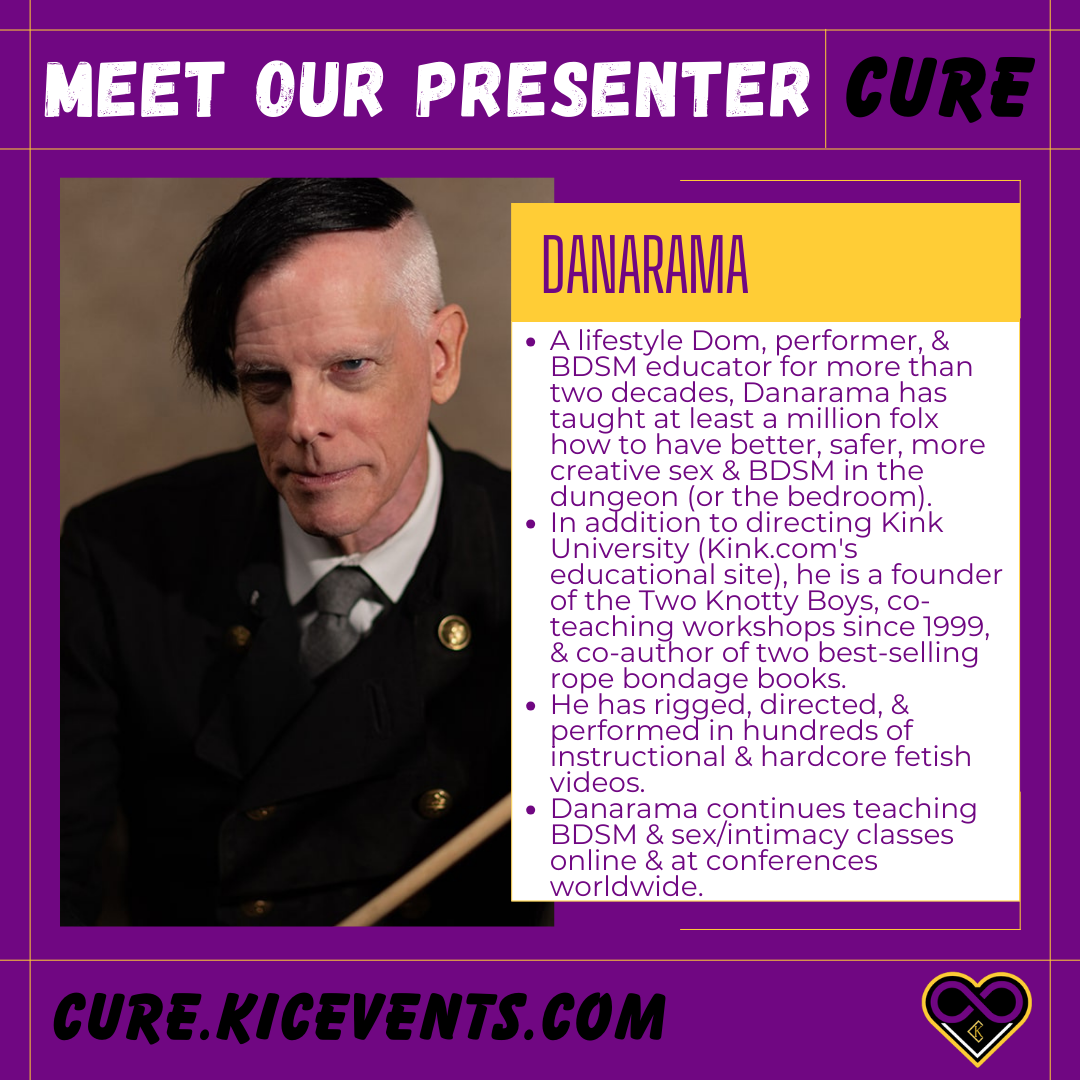 MEET OUR PRESENTER
CURE
DANARAMA
• A lifestyle Dom, performer, &
BDSM educator for more than
two decades, Danarama has
taught at least a million folx
how to have better, safer, more
creative sex & BDSM in the
dungeon (or the bedroom).
• In addition to directing Kink
University (Kink.com's
educational site), he is a founder
of the Two Knotty Boys, co-
teaching workshops since 1999,
& co-author of two best-selling
rope bondage books.
• He has rigged, directed, &
performed in hundreds of
instructional & hardcore fetish
videos.
• Danarama continues teaching
BDSM & sex/intimacy classes
online & at conferences
worldwide.
CURE.KICEVENTS.COM
K